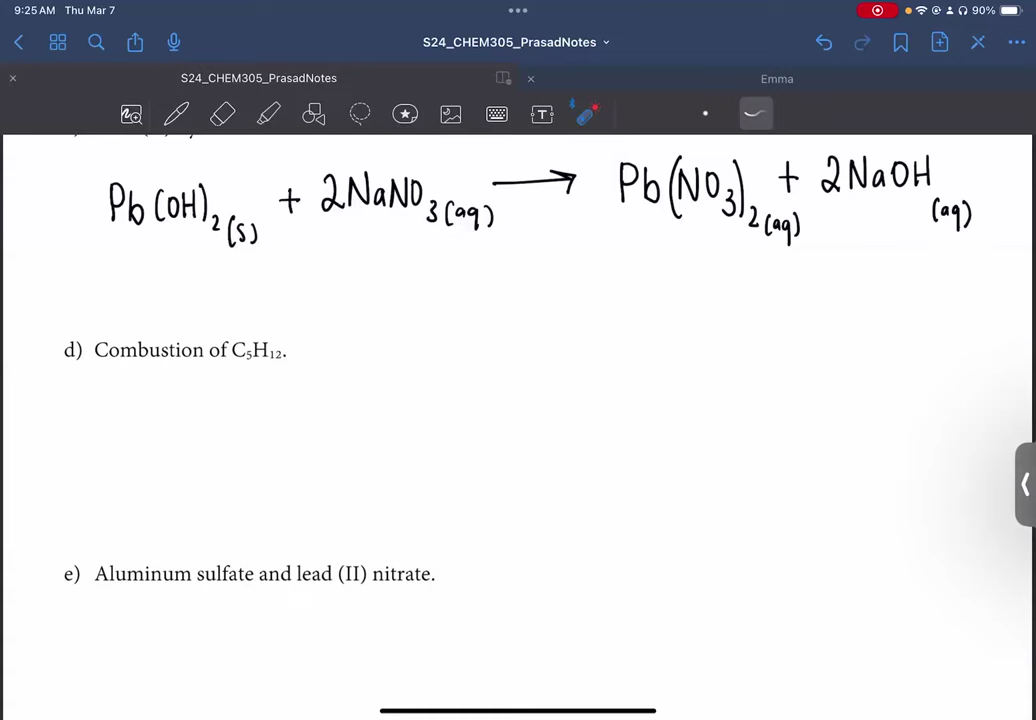 9:25 AM Thu Mar 7
90%
S24_CHEM305_PrasadNotes
S24_CHEM305_PrasadNotes
Emma
Pb(OH)₂(s) + 2NaNO₃(aq) → Pb(NO₃)₂(aq) + 2NaOH(aq)
d) Combustion of C₅H₁₂.
e) Aluminum sulfate and lead (II) nitrate.